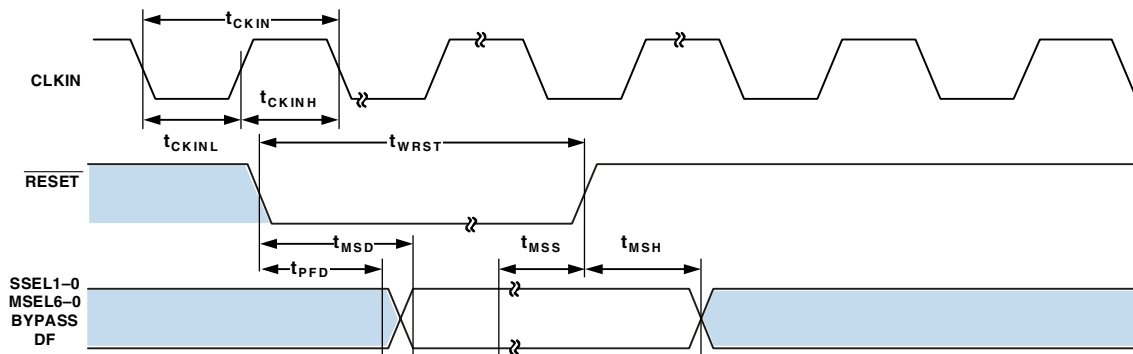 tCKIN
CLKIN
tCKINH
tCKINL
tWRST
RESET
tMSD
tMSS
tMSH
tPFD
SSEL1–0
MSEL6–0
BYPASS
DF